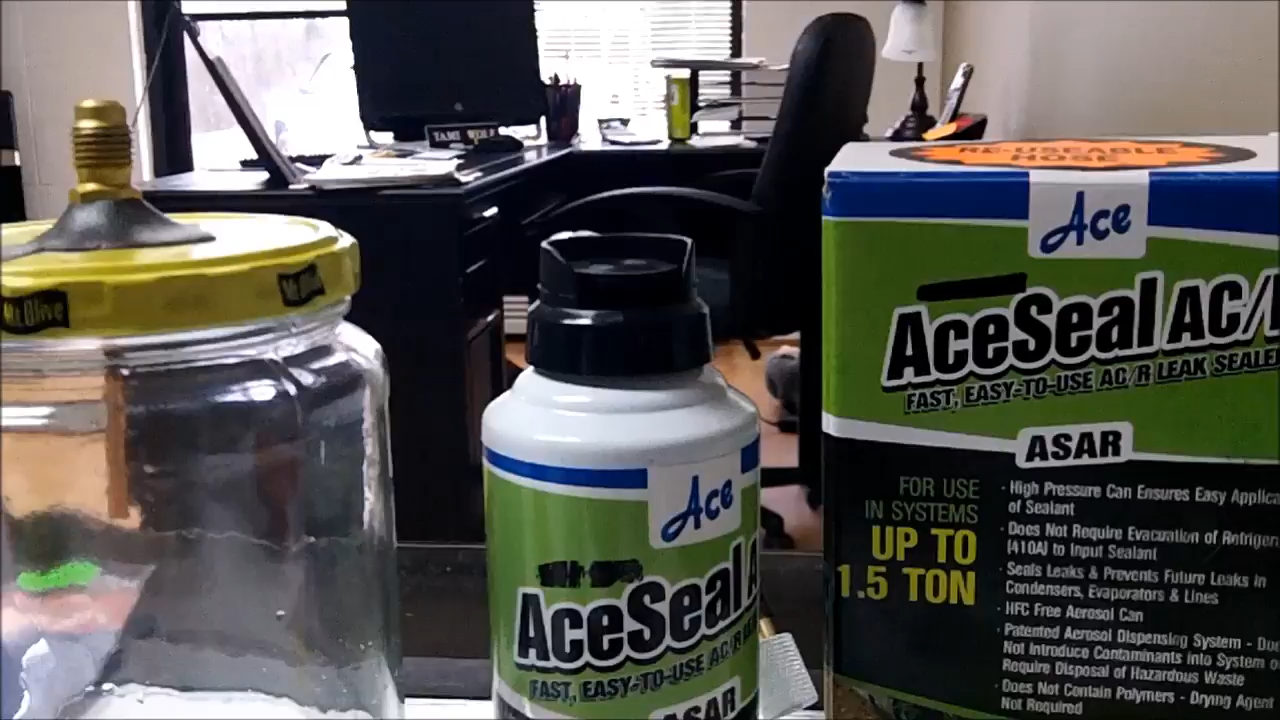 TAMI WOLF
Mt. Olive
Mt. Olive
Ace
AceSeal
FAST, EASY-TO-USE AC/R
ASAR
RE-USEABLE
HOSE
Ace
AceSeal AC/
FAST, EASY-TO-USE AC/R LEAK SEALE
ASAR
FOR USE
IN SYSTEMS
UP TO
1.5 TON
· High Pressure Can Ensures Easy Applica
of Sealant
· Does Not Require Evacuation of Refriger
(410A) to Input Sealant
· Seals Leaks & Prevents Future Leaks in
Condensers, Evaporators & Lines
· HFC Free Aerosol Can
· Patented Aerosol Dispensing System - Do
Not Introduce Contaminants into System o
Require Disposal of Hazardous Waste
· Does Not Contain Polymers - Drying Agent
Not Required